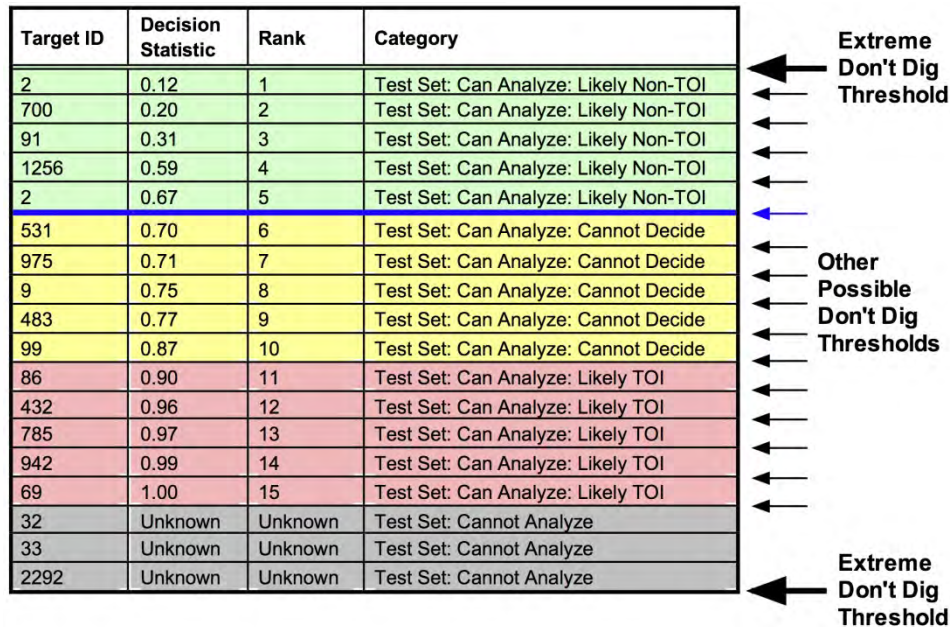 Target ID Decision Statistic Rank Category
2 0.12 1 Test Set: Can Analyze: Likely Non-TOI
700 0.20 2 Test Set: Can Analyze: Likely Non-TOI
91 0.31 3 Test Set: Can Analyze: Likely Non-TOI
1256 0.59 4 Test Set: Can Analyze: Likely Non-TOI
2 0.67 5 Test Set: Can Analyze: Likely Non-TOI
531 0.70 6 Test Set: Can Analyze: Cannot Decide
975 0.71 7 Test Set: Can Analyze: Cannot Decide
9 0.75 8 Test Set: Can Analyze: Cannot Decide
483 0.77 9 Test Set: Can Analyze: Cannot Decide
99 0.87 10 Test Set: Can Analyze: Cannot Decide
86 0.90 11 Test Set: Can Analyze: Likely TOI
432 0.96 12 Test Set: Can Analyze: Likely TOI
785 0.97 13 Test Set: Can Analyze: Likely TOI
942 0.99 14 Test Set: Can Analyze: Likely TOI
69 1.00 15 Test Set: Can Analyze: Likely TOI
32 Unknown Unknown Test Set: Cannot Analyze
33 Unknown Unknown Test Set: Cannot Analyze
2292 Unknown Unknown Test Set: Cannot Analyze
Extreme
Don't Dig
Threshold
Other
Possible
Don't Dig
Thresholds
Extreme
Don't Dig
Threshold